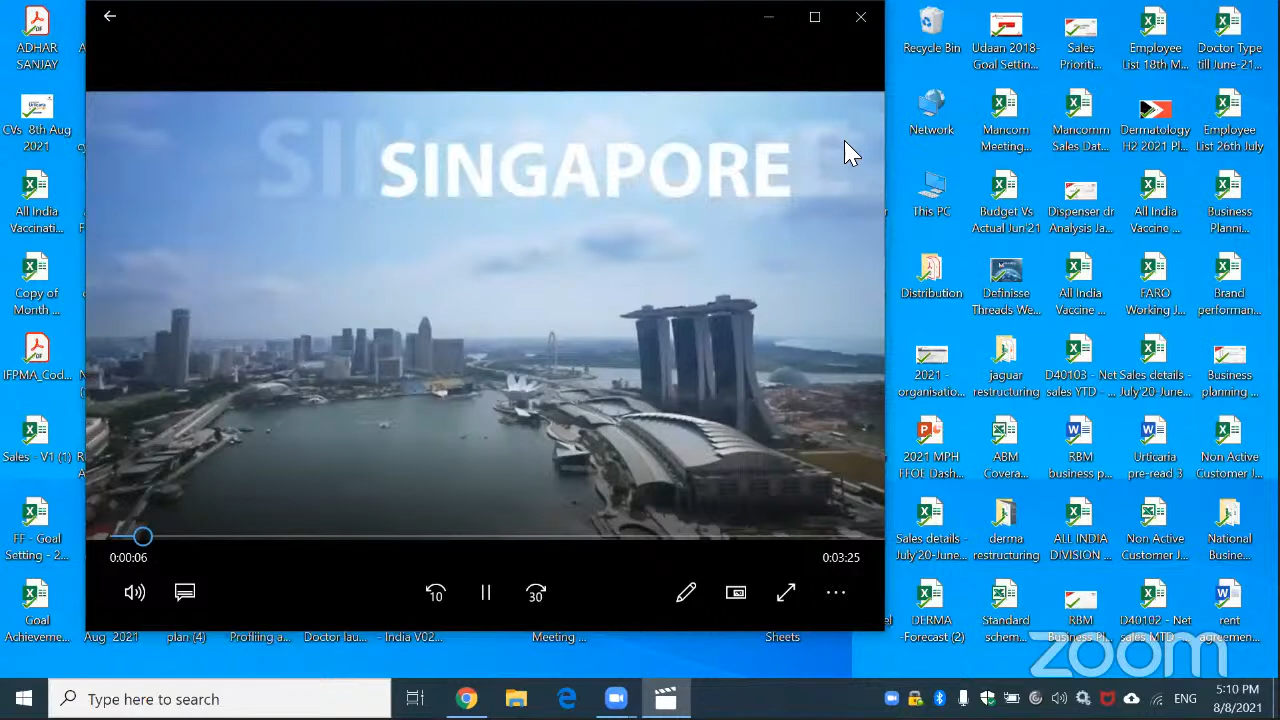 ADHAR
SANJAY
CVs 8th Aug
2021
All India
Vaccinati...
Copy of
Month ...
IFPMA_Cod...
Sales - V1 (1)
FF - Goal
Setting - 2...
Goal
Achieveme...
SINGAPORE
0:00:06
0:03:25
10
30
Aug 2021
plan (4)
Profiling a...
Doctor lau...
- India V02...
Meeting ...
Sheets
Recycle Bin
Udaan 2018-
Goal Settin...
Sales
Prioriti...
Employee
List 18th M...
Doctor Type
till June-21...
Network
Mancom
Meeting...
Mancomm
Sales Dat...
Dermatology
H2 2021 Pl...
Employee
List 26th July
This PC
Budget Vs
Actual Jun 21
Dispenser dr
Analysis Ja...
All India
Vaccine ...
Business
Planni...
Distribution
Definisse
Threads We...
All India
Vaccine ...
FARO
Working J...
Brand
performan...
2021 -
organisatio...
jaguar
restructuring
D40103 - Net
sales YTD - ...
Sales details -
July'20-June...
Business
planning ...
2021 MPH
FFOE Dash...
ABM
Covera...
RBM
business p...
Urticaria
pre-read 3
Non Active
Customer J...
Sales details -
July'20-June...
derma
restructuring
ALL INDIA
DIVISION ...
Non Active
Customer J...
National
Busine...
DERMA
-Forecast (2)
Standard
schem...
RBM
Business Pl...
D40102 - Net
sales MTD ...
rent
agreemen...
zoom
Type here to search
ENG
5:10 PM
8/8/2021